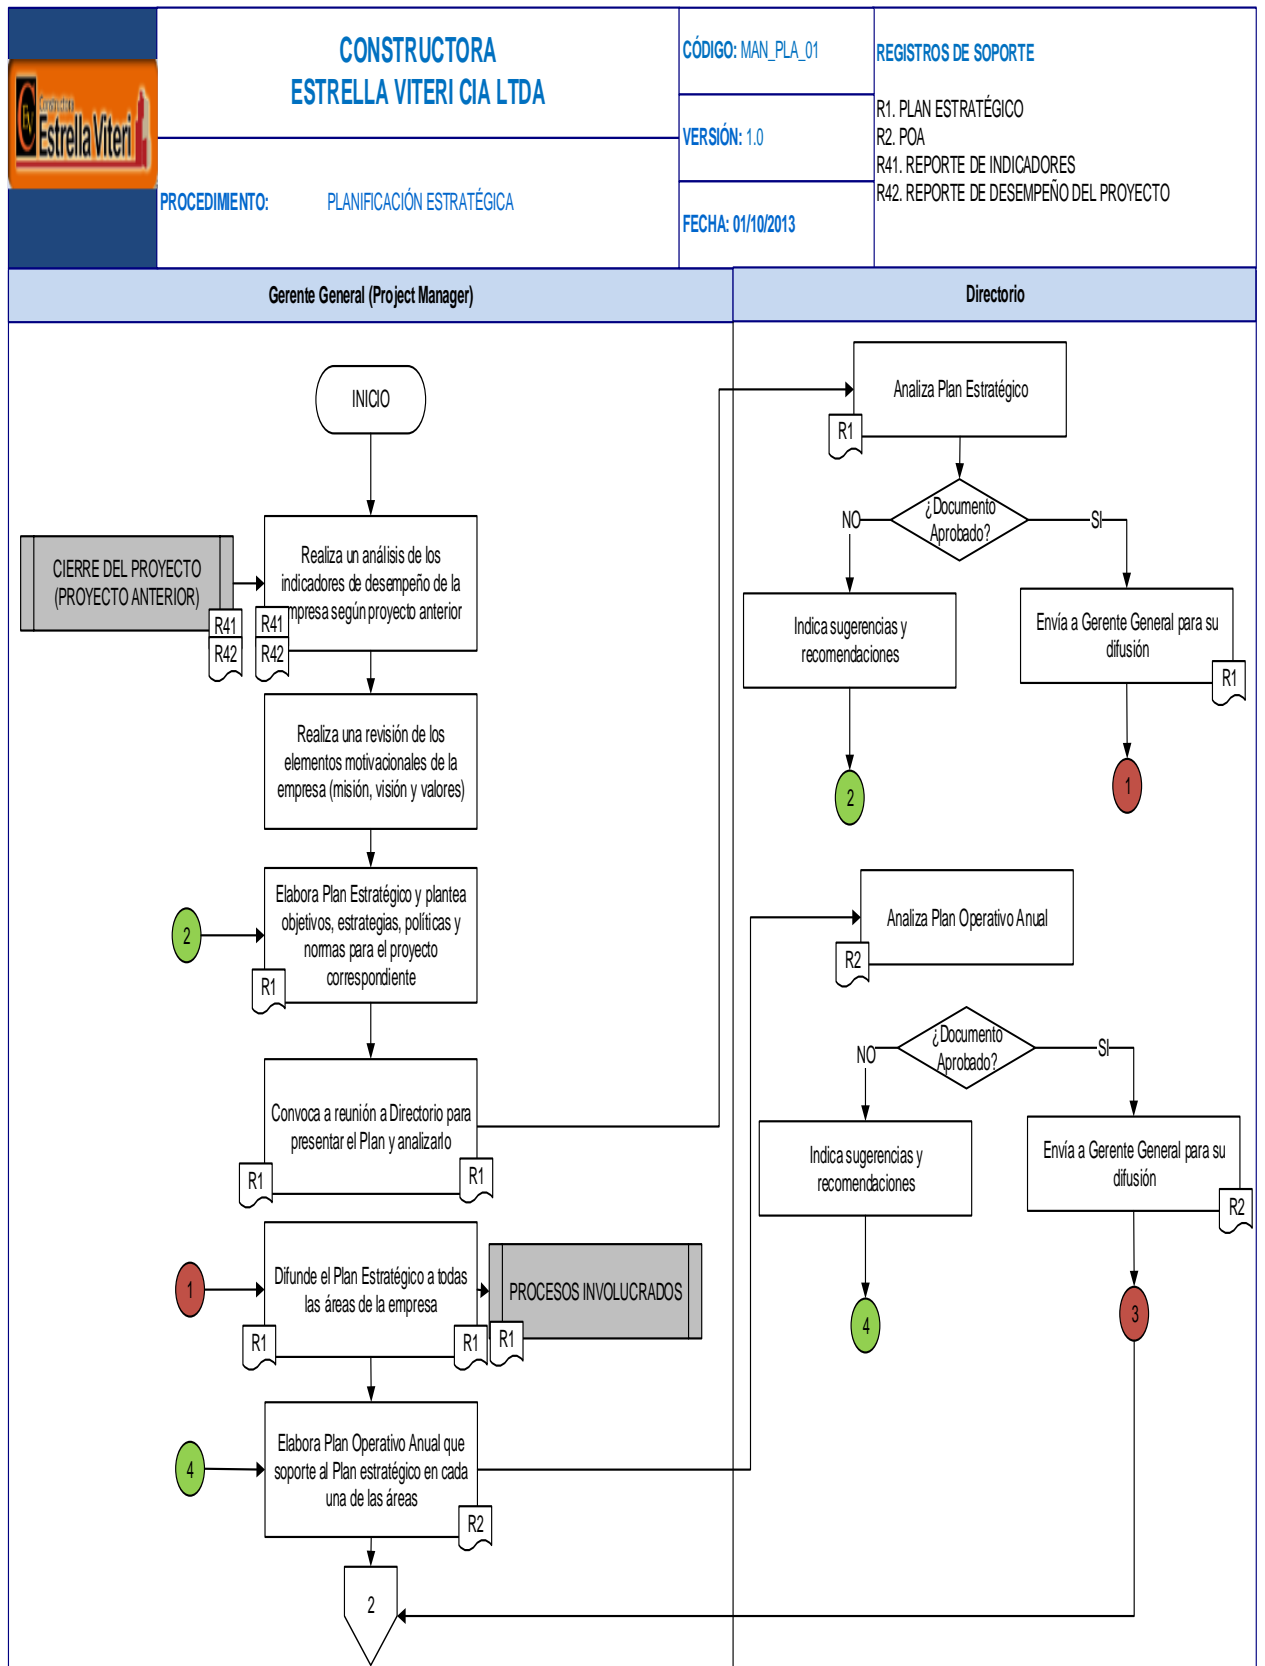 Constructora
Estrella Viteri
CONSTRUCTORA
ESTRELLA VITERI CIA LTDA
PROCEDIMIENTO: PLANIFICACIÓN ESTRATÉGICA
CÓDIGO: MAN_PLA_01
VERSIÓN: 1.0
FECHA: 01/10/2013
REGISTROS DE SOPORTE
R1. PLAN ESTRATÉGICO
R2. POA
R41. REPORTE DE INDICADORES
R42. REPORTE DE DESEMPEÑO DEL PROYECTO
Gerente General (Project Manager)
Directorio
INICIO
CIERRE DEL PROYECTO
(PROYECTO ANTERIOR)
R41
R42
Realiza un análisis de los
indicadores de desempeño de la
mpresa según proyecto anterior
R41
R42
Realiza una revisión de los
elementos motivacionales de la
empresa (misión, visión y valores)
2
Elabora Plan Estratégico y plantea
objetivos, estrategias, políticas y
normas para el proyecto
correspondiente
R1
Convoca a reunión a Directorio para
presentar el Plan y analizarlo
R1
R1
1
Difunde el Plan Estratégico a todas
las áreas de la empresa
R1
R1
PROCESOS INVOLUCRADOS
R1
4
Elabora Plan Operativo Anual que
soporte al Plan estratégico en cada
una de las áreas
R2
2
Analiza Plan Estratégico
R1
¿Documento
Aprobado?
NO
SI
Indica sugerencias y
recomendaciones
2
Envía a Gerente General para su
difusión
R1
1
Analiza Plan Operativo Anual
R2
¿Documento
Aprobado?
NO
SI
Indica sugerencias y
recomendaciones
4
Envía a Gerente General para su
difusión
R2
3